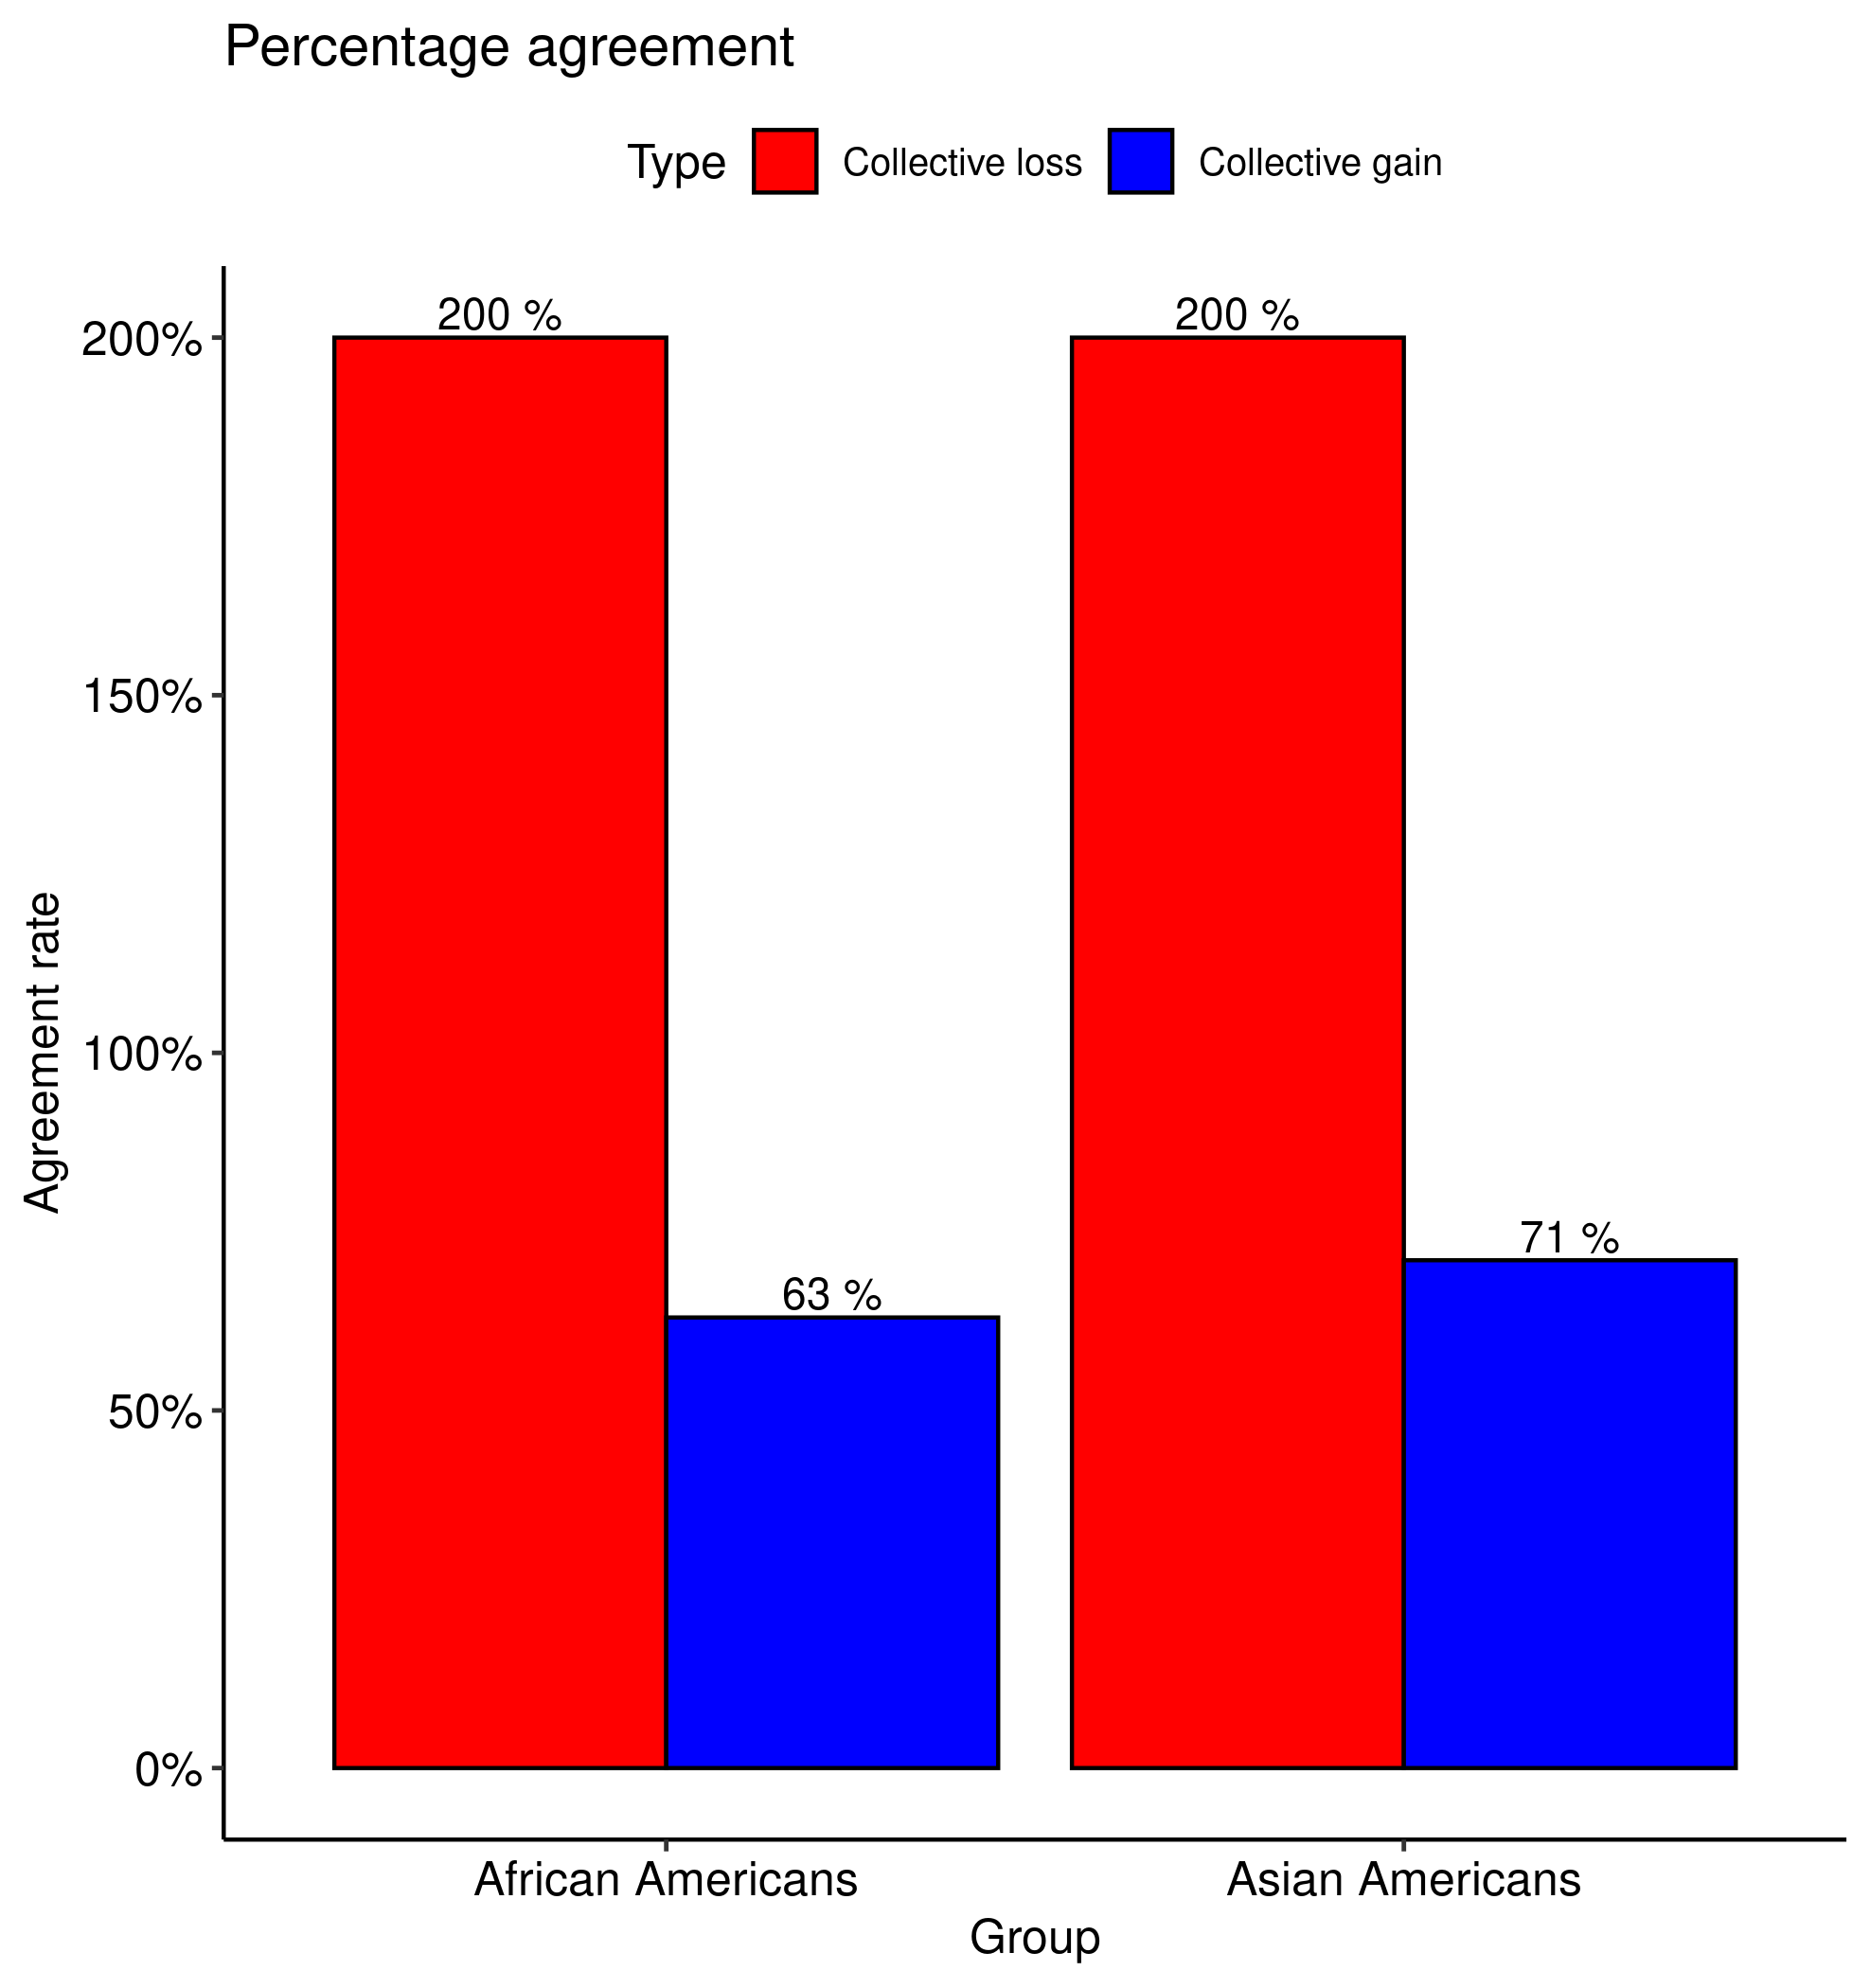 Percentage agreement
Type Collective loss Collective gain
200 % 200 %
200%
150%
100%
71 %
63 %
50%
0%
Agreement rate
African Americans Asian Americans
Group